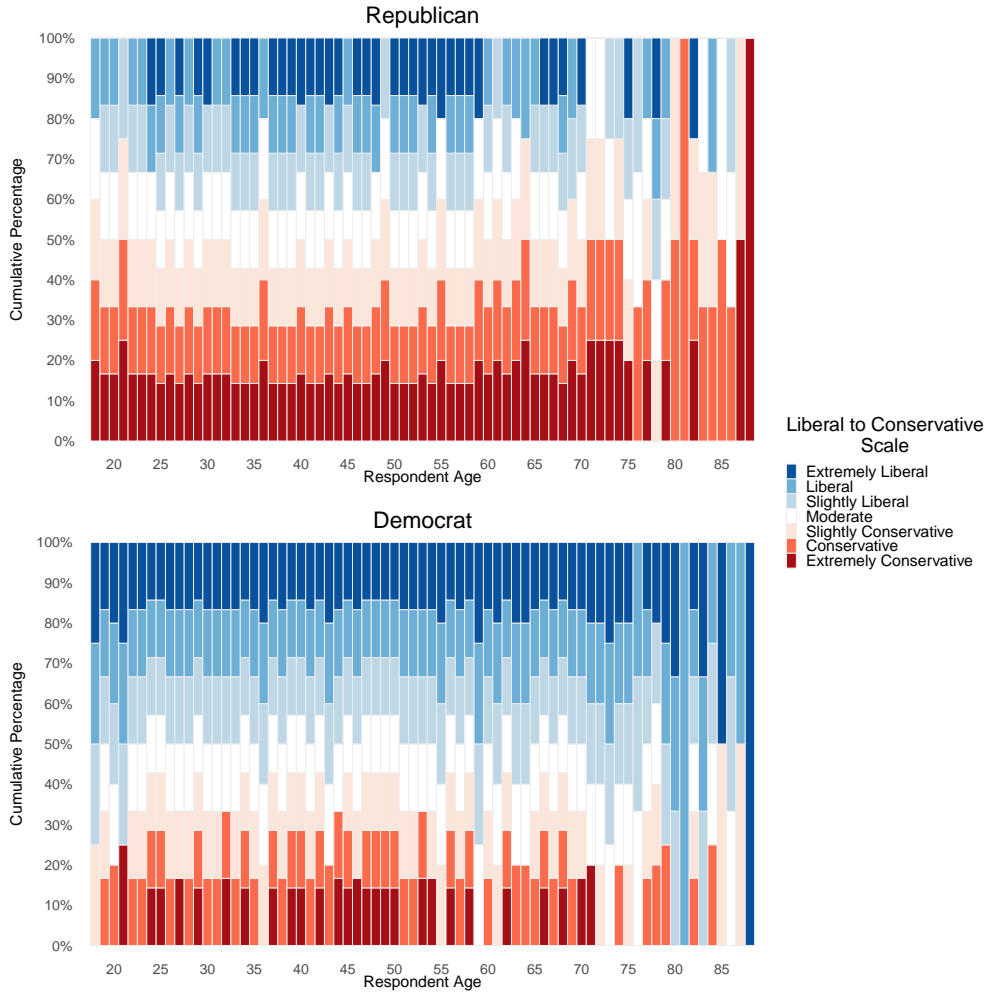 Republican
100%
90%
80%
70%
60%
50%
40%
30%
20%
10%
0%
Cumulative Percentage
20 25 30 35 40 45 50 55 60 65 70 75 80 85
Respondent Age
Democrat
100%
90%
80%
70%
60%
50%
40%
30%
20%
10%
0%
Cumulative Percentage
20 25 30 35 40 45 50 55 60 65 70 75 80 85
Respondent Age
Liberal to Conservative
Scale
Extremely Liberal
Liberal
Slightly Liberal
Moderate
Slightly Conservative
Conservative
Extremely Conservative